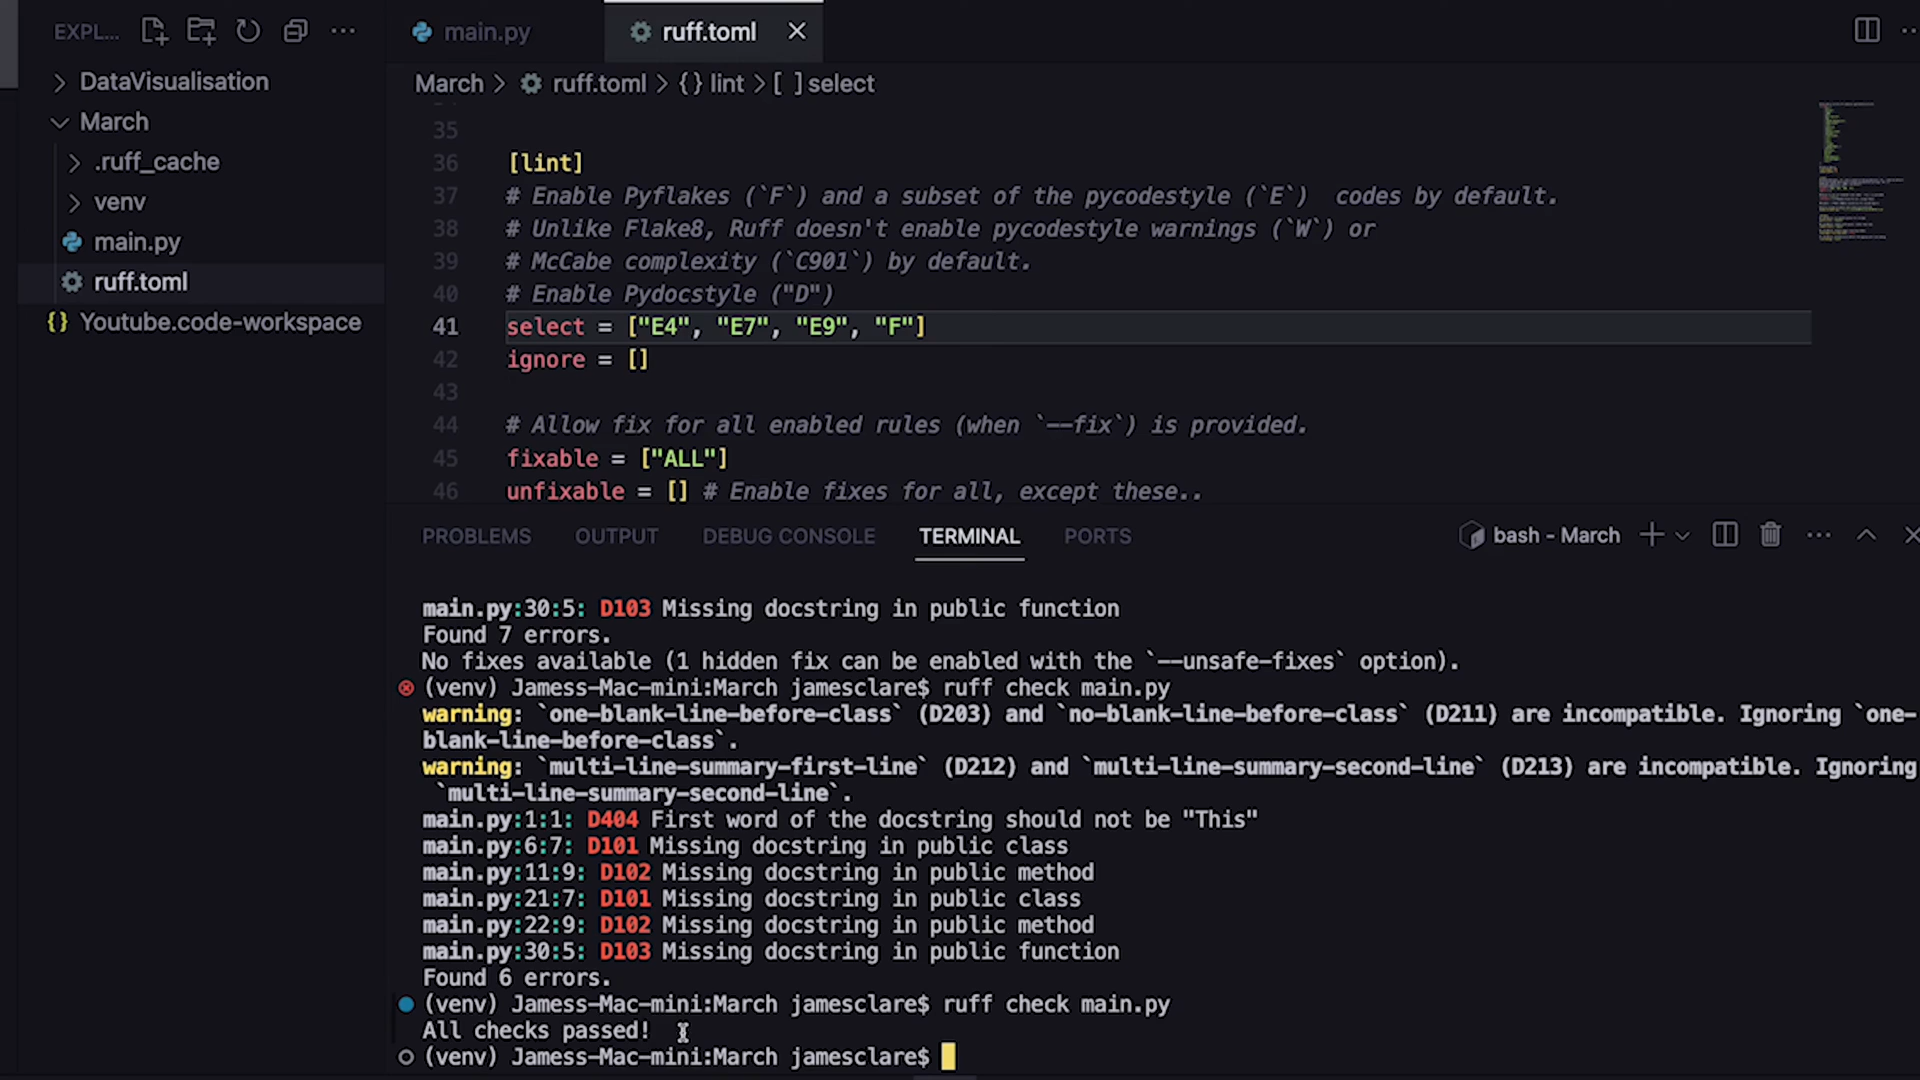 EXPL...
DataVisualisation
March
.ruff_cache
venv
main.py
ruff.toml
{} Youtube.code-workspace
main.py
ruff.toml
March > ruff.toml > {} lint > [ ] select
35
36 [lint]
37 # Enable Pyflakes (`F`) and a subset of the pycodestyle (`E`)  codes by default.
38 # Unlike Flake8, Ruff doesn't enable pycodestyle warnings (`W`) or
39 # McCabe complexity (`C901`) by default.
40 # Enable Pydocstyle ("D")
41 select = ["E4", "E7", "E9", "F"]
42 ignore = []
43
44 # Allow fix for all enabled rules (when `--fix`) is provided.
45 fixable = ["ALL"]
46 unfixable = [] # Enable fixes for all, except these..
PROBLEMS OUTPUT DEBUG CONSOLE TERMINAL PORTS bash - March
main.py:30:5: D103 Missing docstring in public function
Found 7 errors.
No fixes available (1 hidden fix can be enabled with the `--unsafe-fixes` option).
(venv) Jamess-Mac-mini:March jamesclare$ ruff check main.py
warning: `one-blank-line-before-class` (D203) and `no-blank-line-before-class` (D211) are incompatible. Ignoring `one-
blank-line-before-class`.
warning: `multi-line-summary-first-line` (D212) and `multi-line-summary-second-line` (D213) are incompatible. Ignoring
`multi-line-summary-second-line`.
main.py:1:1: D404 First word of the docstring should not be "This"
main.py:6:7: D101 Missing docstring in public class
main.py:11:9: D102 Missing docstring in public method
main.py:21:7: D101 Missing docstring in public class
main.py:22:9: D102 Missing docstring in public method
main.py:30:5: D103 Missing docstring in public function
Found 6 errors.
(venv) Jamess-Mac-mini:March jamesclare$ ruff check main.py
All checks passed!
(venv) Jamess-Mac-mini:March jamesclare$